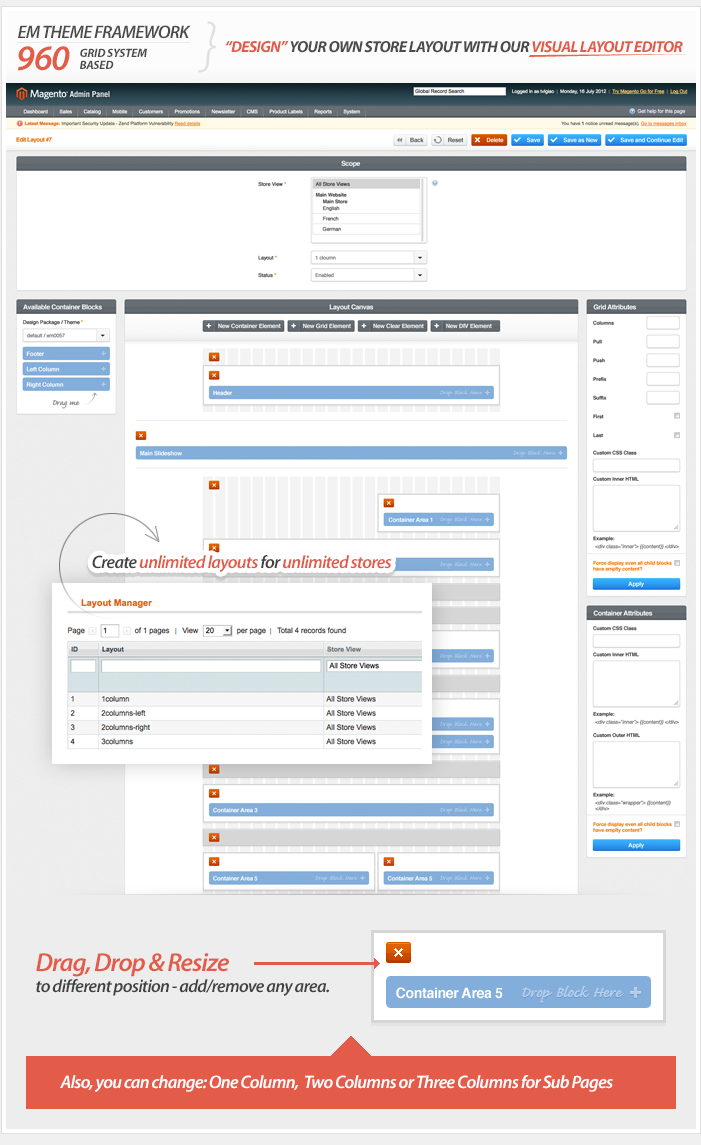 EM THEME FRAMEWORK
960 GRID SYSTEM BASED
“DESIGN” YOUR OWN STORE LAYOUT WITH OUR VISUAL LAYOUT EDITOR
Magento Admin Panel
Global Record Search
Logged in as lvlgiao | Monday, 16 July 2012 | Try Magento Go for Free | Log Out
Dashboard Sales Catalog Mobile Customers Promotions Newsletter CMS Product Labels Reports System
Get help for this page
Latest Message: Important Security Update - Zend Platform Vulnerability Read details
You have 1 notice unread message(s). Go to messages inbox
Edit Layout #7
Back Reset Delete Save Save as New Save and Continue Edit
Scope
Store View *
All Store Views
Main Website
Main Store
English
French
German
Layout * 1 cloumn
Status * Enabled
Available Container Blocks
Design Package / Theme *
default / em0057
Footer
Left Column
Right Column
Drag me
Layout Canvas
New Container Element New Grid Element New Clear Element New DIV Element
Header Drop Block Here
Main Slideshow Drop Block Here
Container Area 1 Drop Block Here
Drop Block Here
Create unlimited layouts for unlimited stores
Layout Manager
Page 1 of 1 pages | View 20 per page | Total 4 records found
ID Layout Store View
All Store Views
1 1column All Store Views
2 2columns-left All Store Views
3 2columns-right All Store Views
4 3columns All Store Views
Drop Block Here
Drop Block Here
Drop Block Here
Container Area 3 Drop Block Here
Container Area 5 Drop Block Here
Container Area 5 Drop Block Here
Grid Attributes
Columns
Pull
Push
Prefix
Suffix
First
Last
Custom CSS Class
Custom Inner HTML
Example:
<div class="inner"> {{content}} </div>
Force display even all child blocks
have emplty content?
Apply
Container Attributes
Custom CSS Class
Custom Inner HTML
Example:
<div class="inner"> {{content}} </div>
Custom Outer HTML
Example:
<div class="wrapper"> {{content}}
</div>
Force display even all child blocks
have emplty content?
Apply
Drag, Drop & Resize
to different position - add/remove any area.
Container Area 5 Drop Block Here
Also, you can change: One Column, Two Columns or Three Columns for Sub Pages